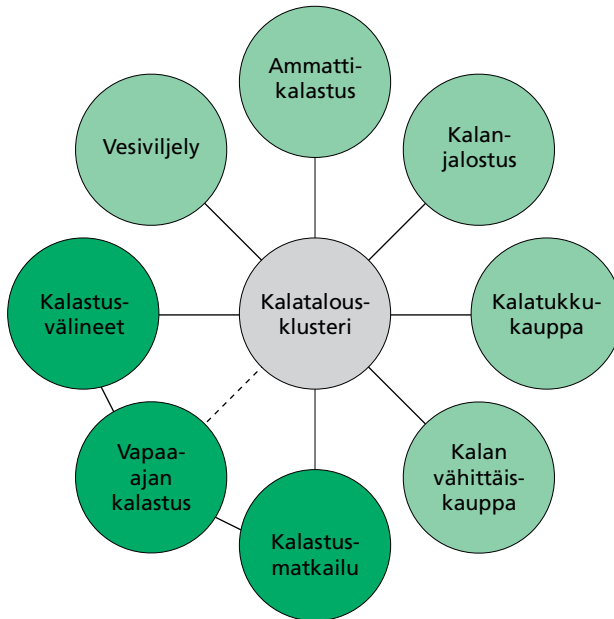 Ammatti-
kalastus
Vesiviljely
Kalan-
jalostus
Kalastus-
välineet
Kalatalous-
klusteri
Kalatukku-
kauppa
Vapaa-
ajan
kalastus
Kalan
vähittäis-
kauppa
Kalastus-
matkailu